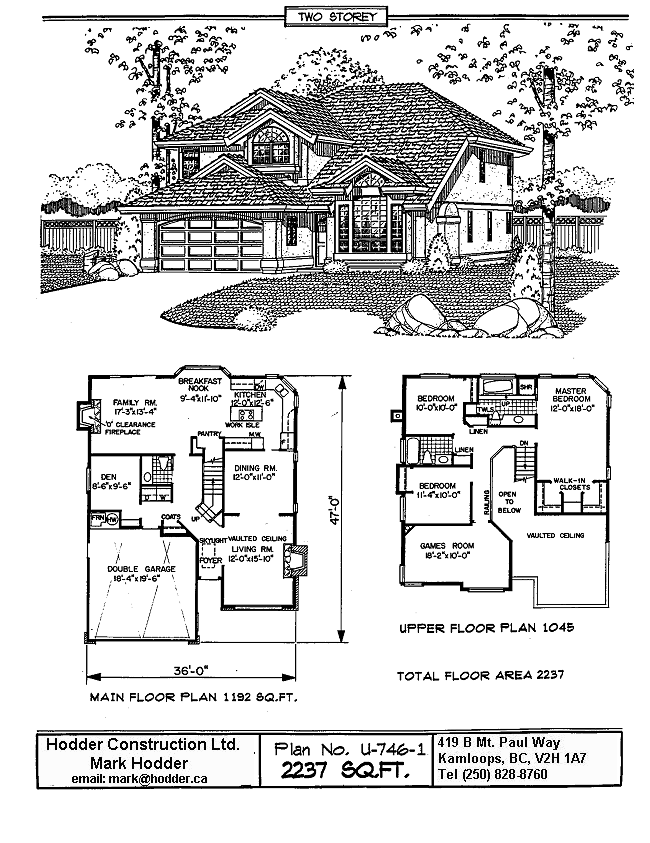 TWO STOREY
BREAKFAST
NOOK
9'-4"x11'-10"
DW
KITCHEN
12'-0"x12'-6"
FAMILY RM.
17'-3"x13'-4"
'O' CLEARANCE
FIREPLACE
WORK ISLE
PANTRY
M.W.
F
DEN
8'-6"x9'-6"
D W
DINING RM.
12'-0"x11'-0"
UP
FRN
HW
COATS
SKYLIGHT
FOYER
VAULTED CEILING
LIVING RM.
12'-0"x15'-10"
DOUBLE GARAGE
18'-4"x19'-6"
47'-0"
36'-0"
MAIN FLOOR PLAN 1192 SQ.FT.
BEDROOM
10'-0"x10'-0"
SHR
UP
TWLS
LINEN
MASTER
BEDROOM
12'-0"x18'-0"
LINEN
DN
BEDROOM
11'-4"x10'-0"
RAILING
OPEN
TO
BELOW
WALK-IN
CLOSETS
VAULTED CEILING
GAMES ROOM
18'-2"x10'-0"
UPPER FLOOR PLAN 1045
TOTAL FLOOR AREA 2237
Hodder Construction Ltd.
Mark Hodder
email: mark@hodder.ca
Plan No. U-746-1
2237 SQ.FT.
419 B Mt. Paul Way
Kamloops, BC, V2H 1A7
Tel (250) 828-8760